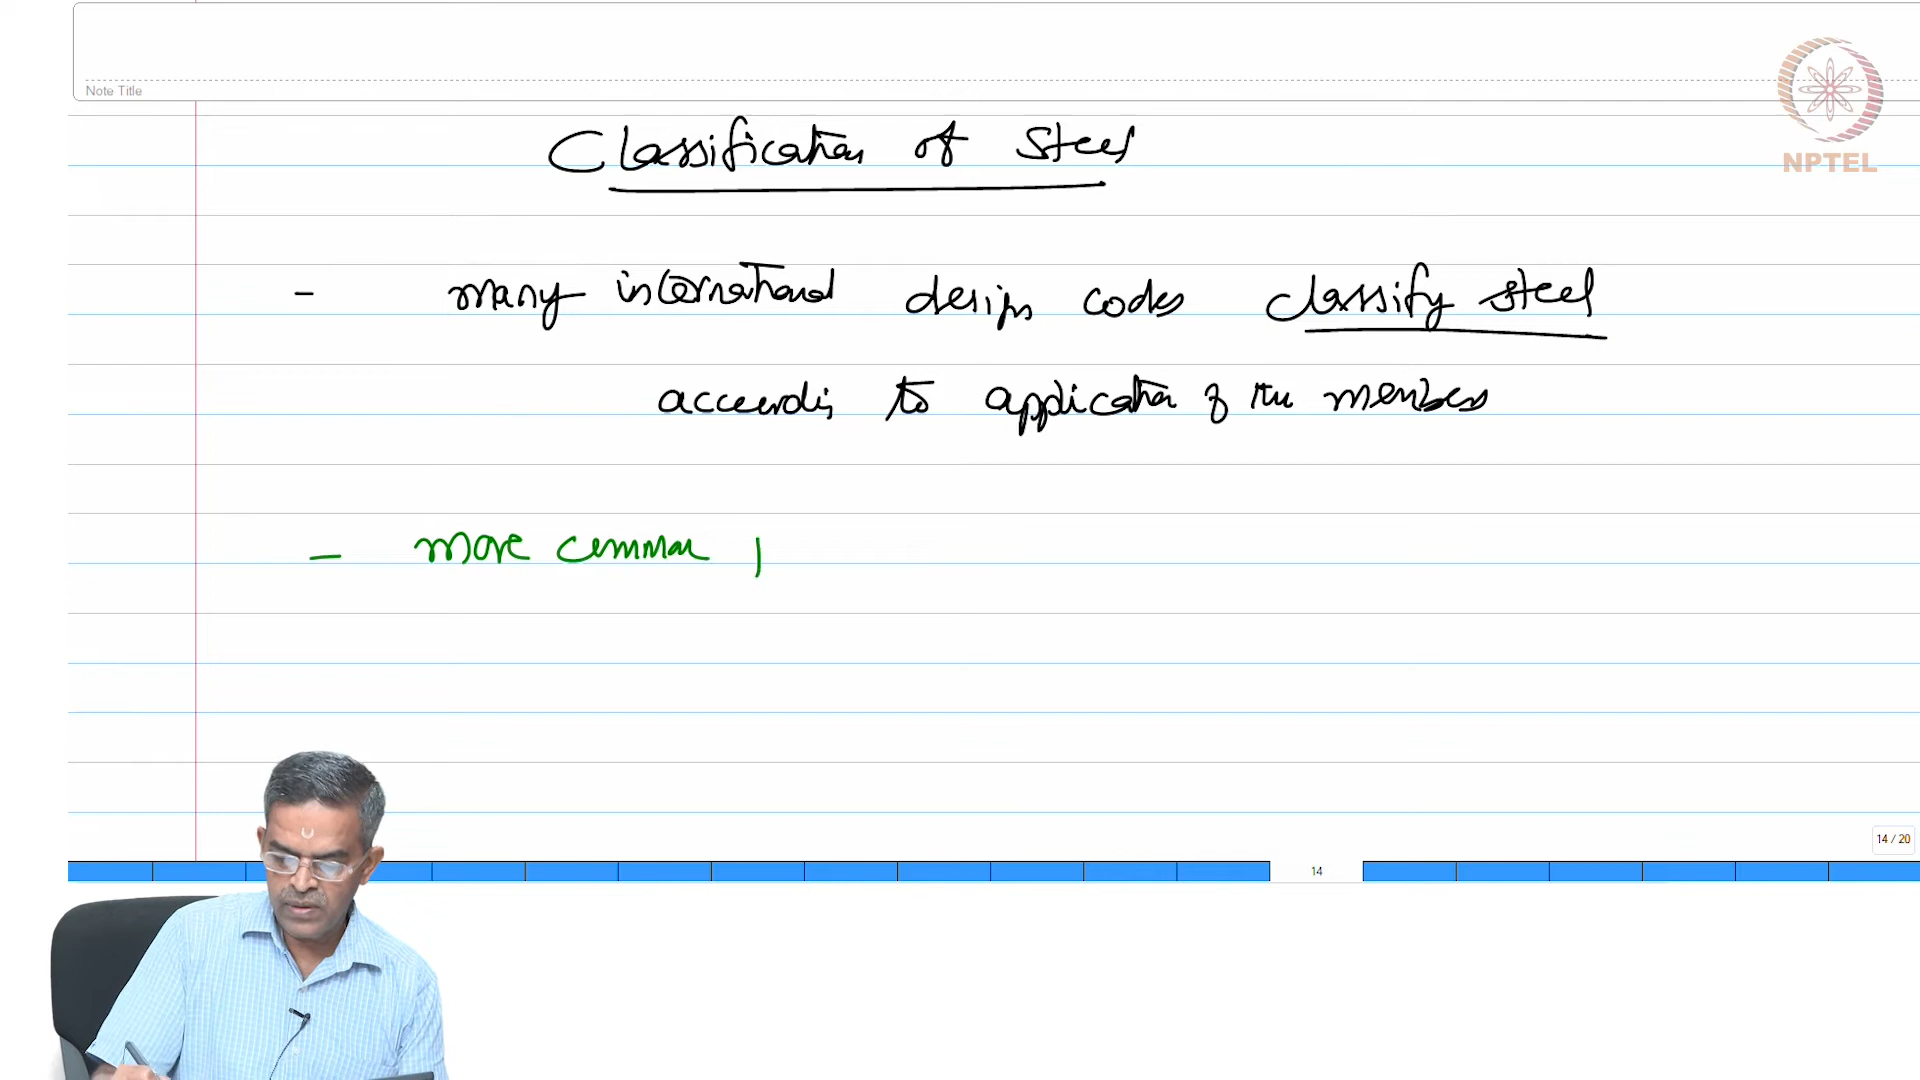 Note Title
NPTEL
Classification of Steel
- many international design codes classify steel
according to application of the members
- more common
14 / 20
14